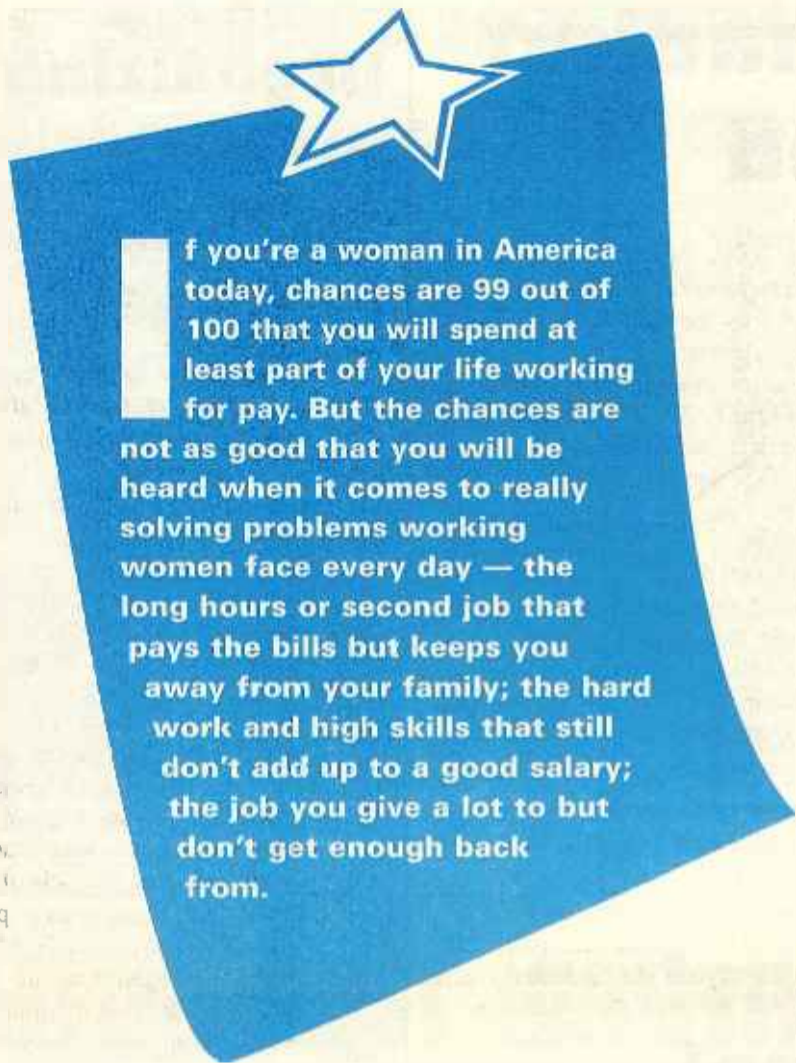 If you're a woman in America
today, chances are 99 out of
100 that you will spend at
least part of your life working
for pay. But the chances are
not as good that you will be
heard when it comes to really
solving problems working
women face every day — the
long hours or second job that
pays the bills but keeps you
away from your family; the hard
work and high skills that still
don't add up to a good salary;
the job you give a lot to but
don't get enough back
from.